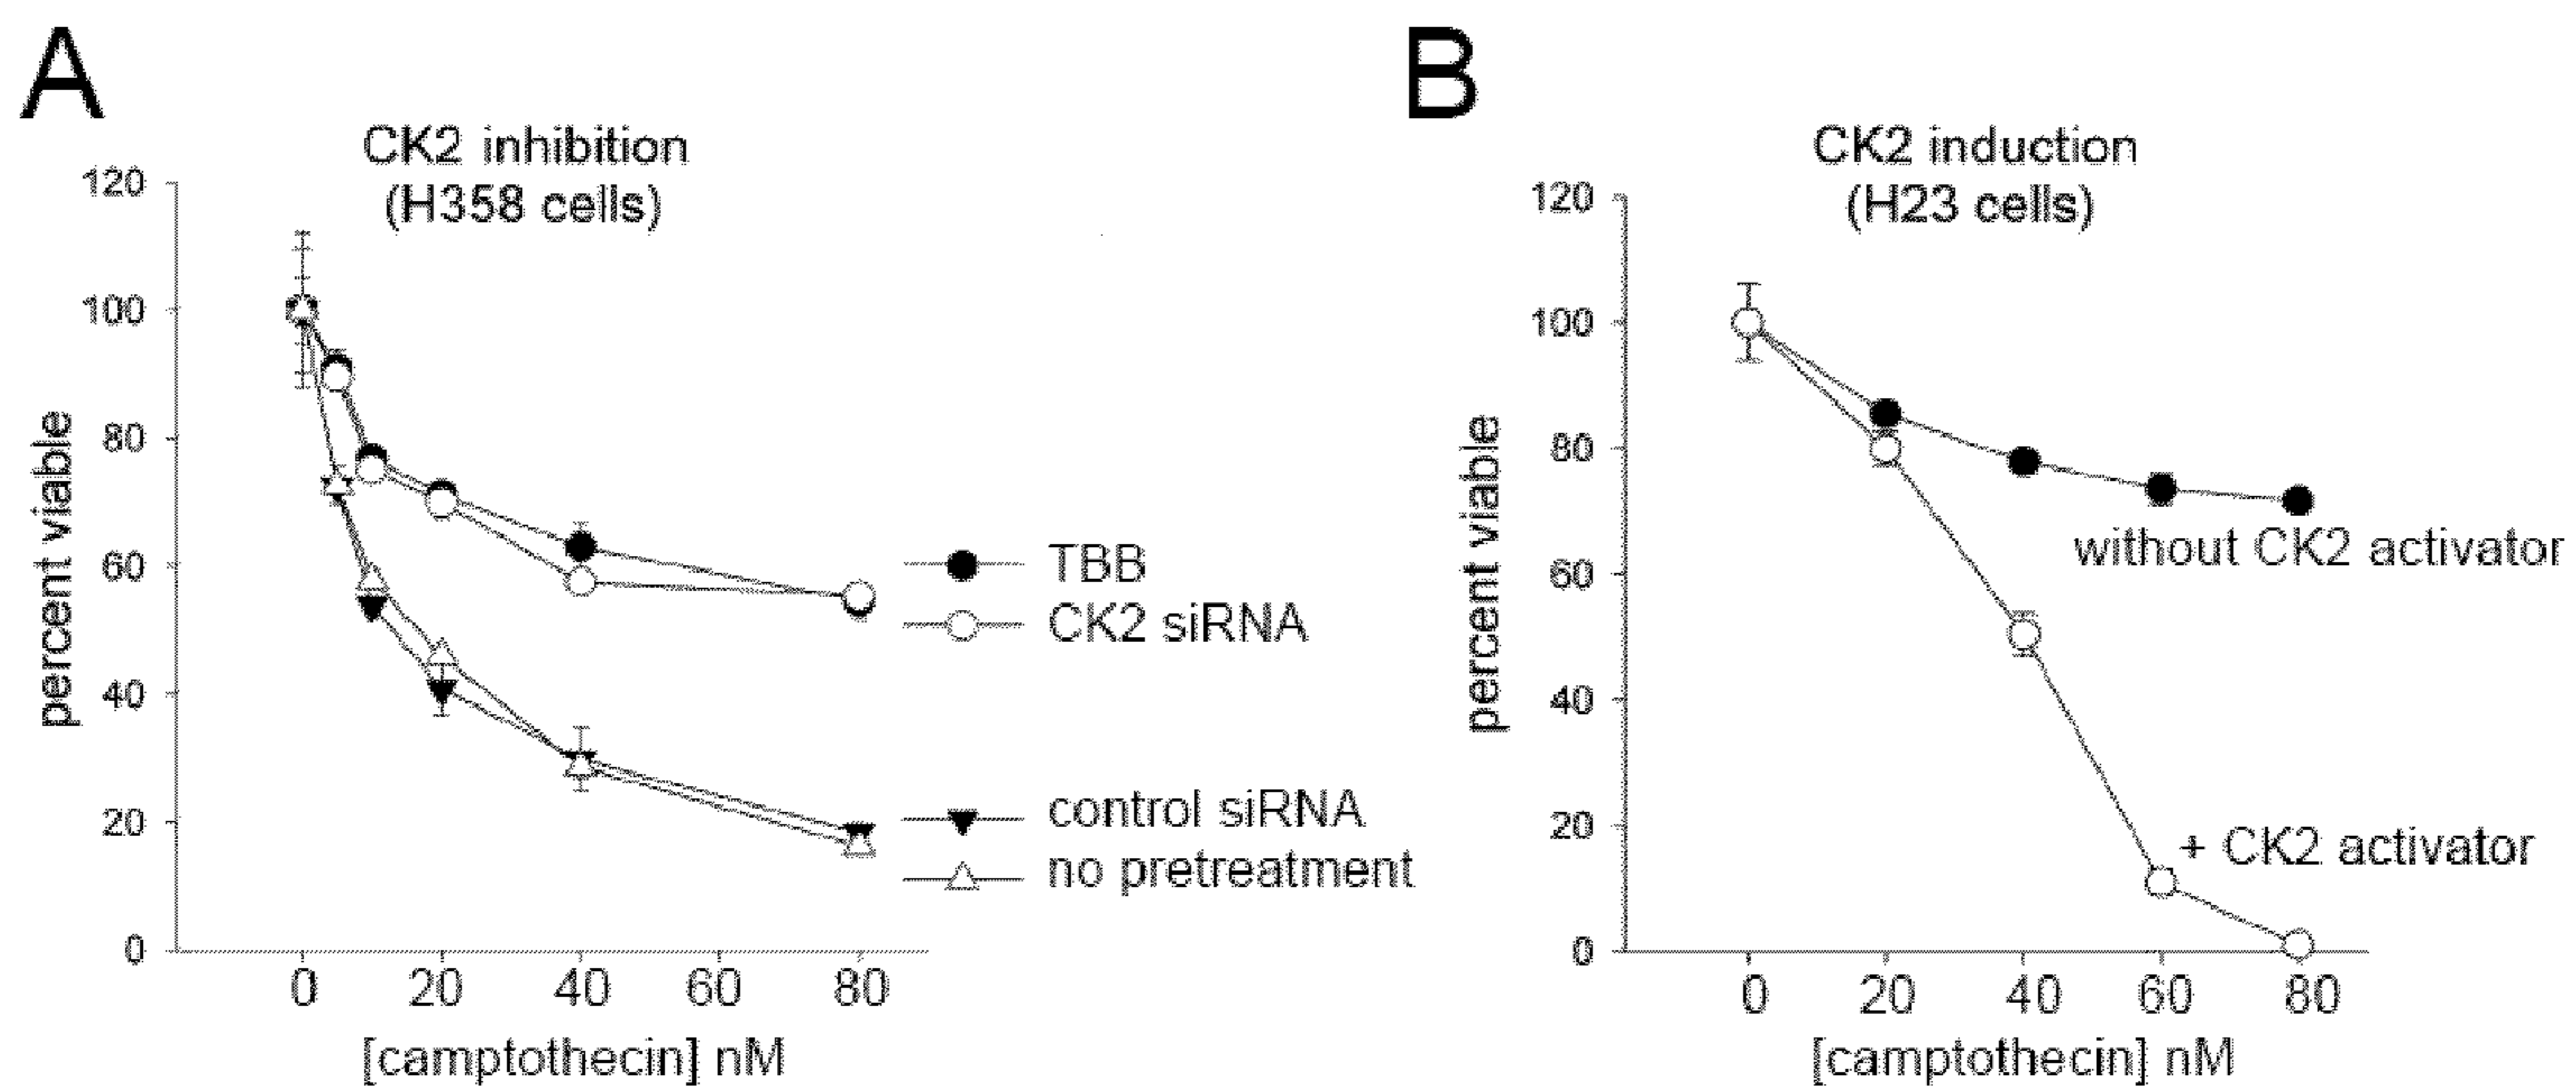 A
CK2 inhibition
(H358 cells)
120
100
80
60
40
20
0
percent viable
0 20 40 60 80
[camptothecin] nM
TBB
CK2 siRNA
control siRNA
no pretreatment
B
CK2 induction
(H23 cells)
120
100
80
60
40
20
0
percent viable
without CK2 activator
+ CK2 activator
0 20 40 60 80
[camptothecin] nM